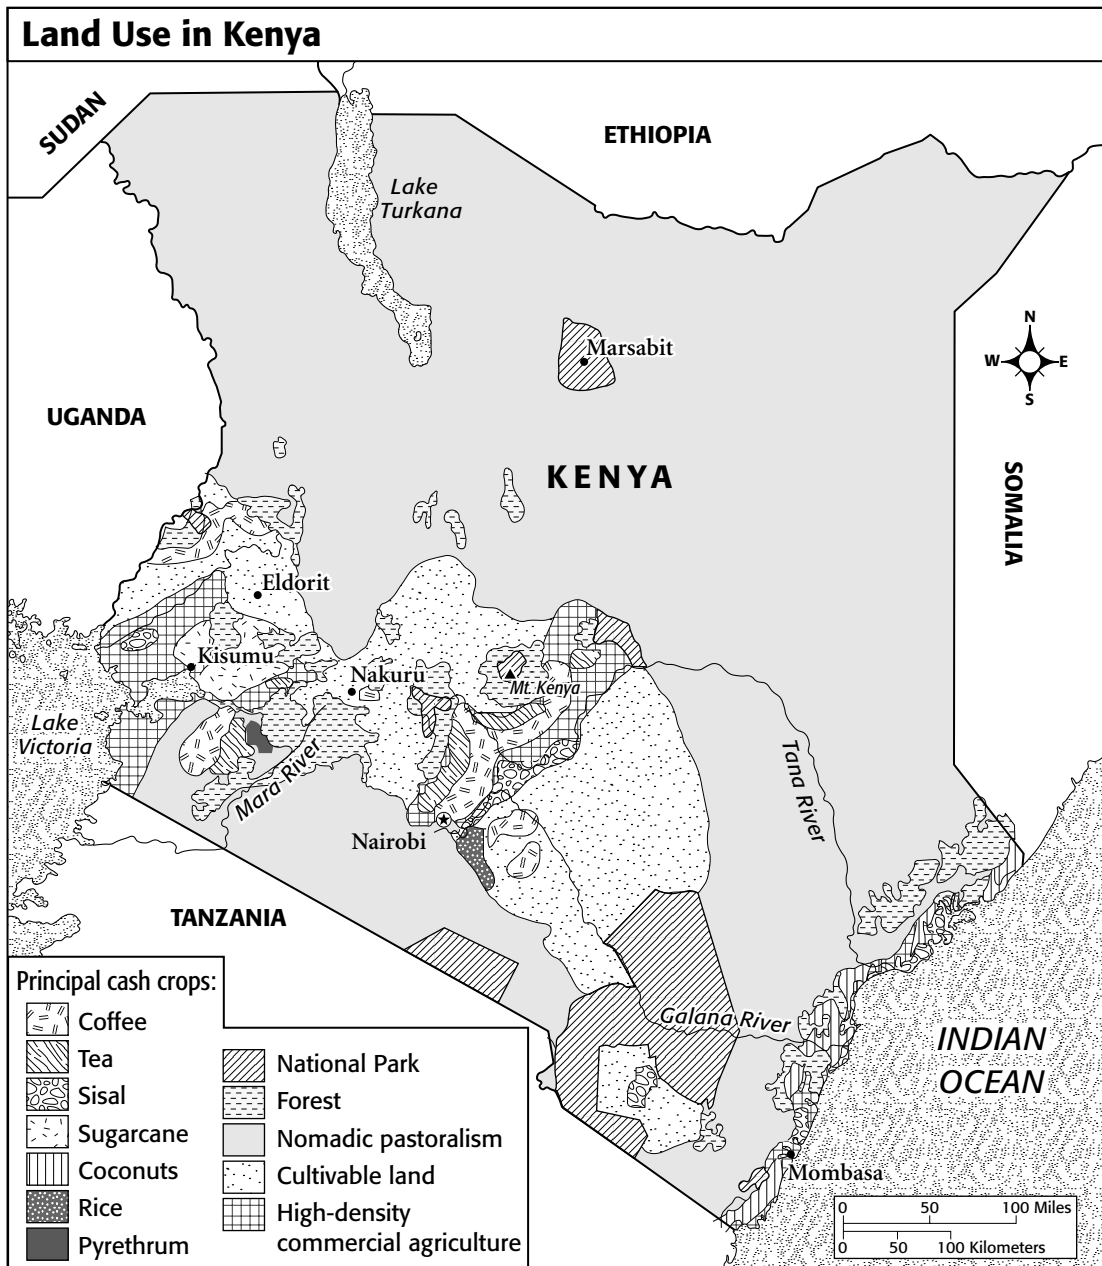 Land Use in Kenya
SUDAN
ETHIOPIA
Lake
Turkana
Marsabit
N
W
E
S
UGANDA
KENYA
SOMALIA
Eldorit
Kisumu
Nakuru
Mt. Kenya
Lake
Victoria
Mara River
Tana River
Nairobi
TANZANIA
Galana River
INDIAN
OCEAN
Mombasa
Principal cash crops:
Coffee
Tea
Sisal
Sugarcane
Coconuts
Rice
Pyrethrum
National Park
Forest
Nomadic pastoralism
Cultivable land
High-density
commercial agriculture
0 50 100 Miles
0 50 100 Kilometers